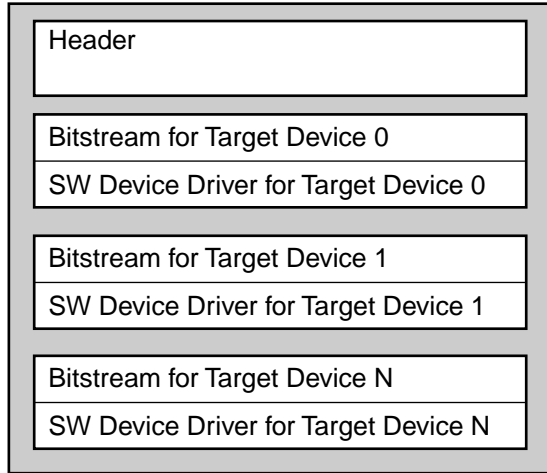 Header
Bitstream for Target Device 0
SW Device Driver for Target Device 0
Bitstream for Target Device 1
SW Device Driver for Target Device 1
Bitstream for Target Device N
SW Device Driver for Target Device N